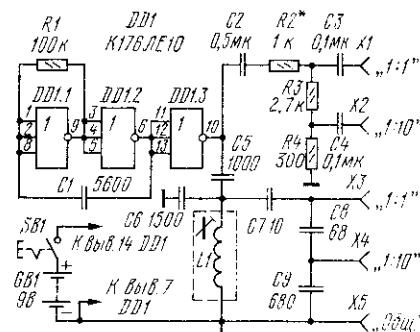 R1
100к
DD1
К176ЛЕ10
C2
0,5мк
R2*
1к
C3
0,1мк
X1
„1:1"
DD1.1
DD1.2
DD1.3
R3
2,7к
X2
„1:10"
1
2
8
1
9
3
4
5
1
6
11
12
13
1
10
R4
300
C4
0,1мк
C1
5600
C5
1000
X3
„1:1"
SB1
К выв.14 DD1
C6 1500
C7 10
C8
68
X4
„1:10"
L1
GB1
9В
К выв.7
DD1
C9
680
X5
„Общ."